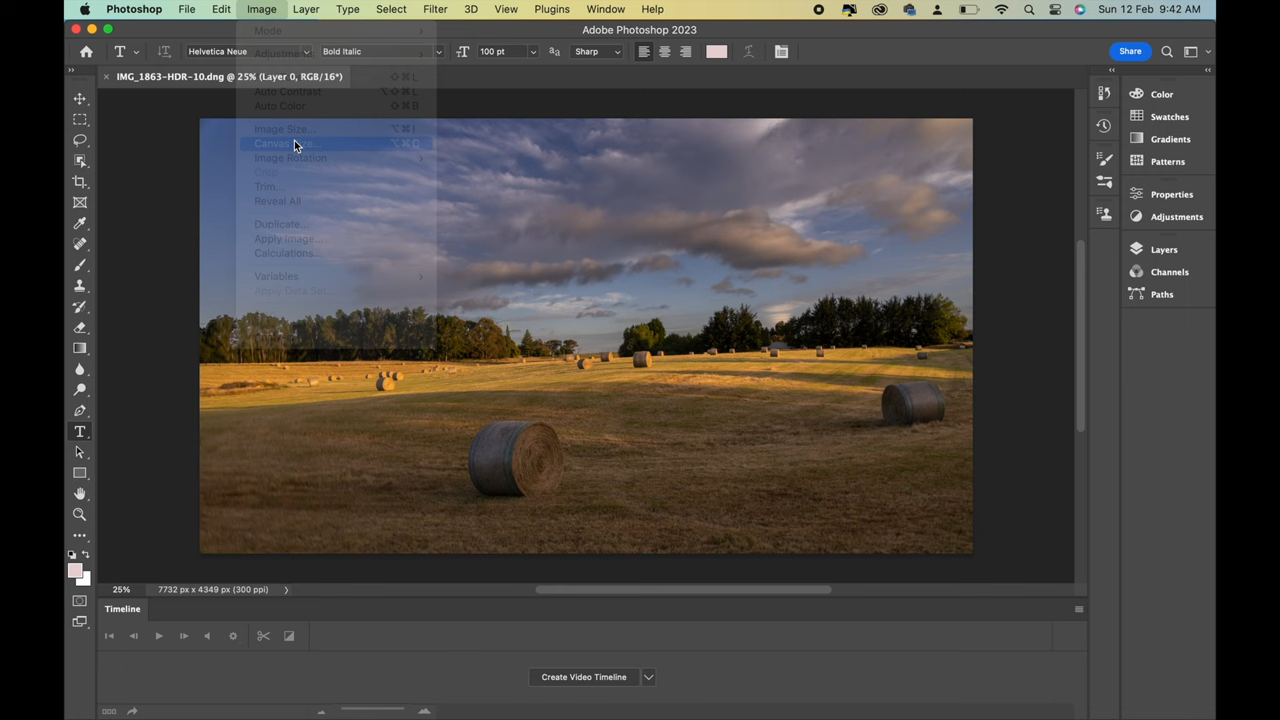 Photoshop File Edit Image Layer Type Select Filter 3D View Plugins Window Help Sun 12 Feb 9:42 AM
Adobe Photoshop 2023
Helvetica Neue Bold Italic 100 pt Sharp Share
IMG_1863-HDR-10.dng @ 25% (Layer 0, RGB/16*)
Mode
Auto Contrast ⌥⇧⌘L
Auto Color ⇧⌘B
Image Size... ⌥⌘I
Canvas
Image Rotation
Crop
Trim...
Reveal All
Duplicate...
Apply Image...
Calculations...
Variables
Apply Data Set...
Color
Swatches
Gradients
Patterns
Properties
Adjustments
Layers
Channels
Paths
25% 7732 px x 4349 px (300 ppi)
Timeline
Create Video Timeline